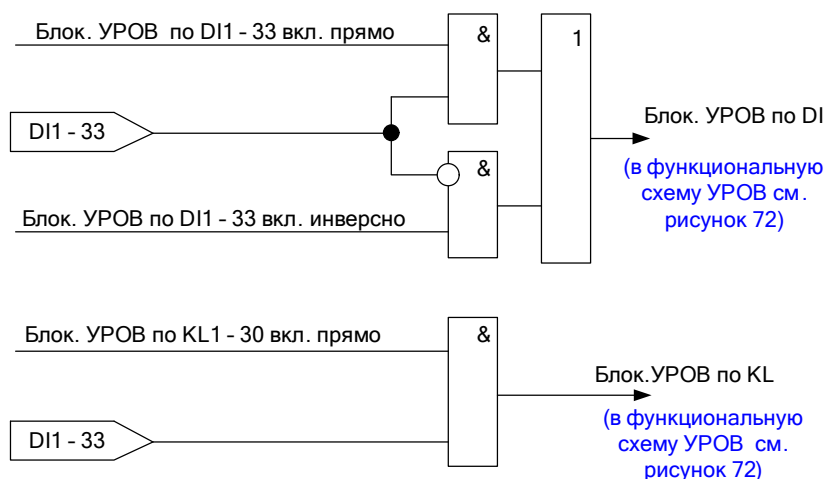 Блок. УРОВ по DI1 - 33 вкл. прямо
&
1
DI1 - 33
Блок. УРОВ по DI
(в функциональную
схему УРОВ см.
рисунок 72)
&
Блок. УРОВ по DI1 - 33 вкл. инверсно
Блок. УРОВ по KL1 - 30 вкл. прямо
&
Блок.УРОВ по KL
(в функциональную
схему УРОВ см.
рисунок 72)
DI1 - 33